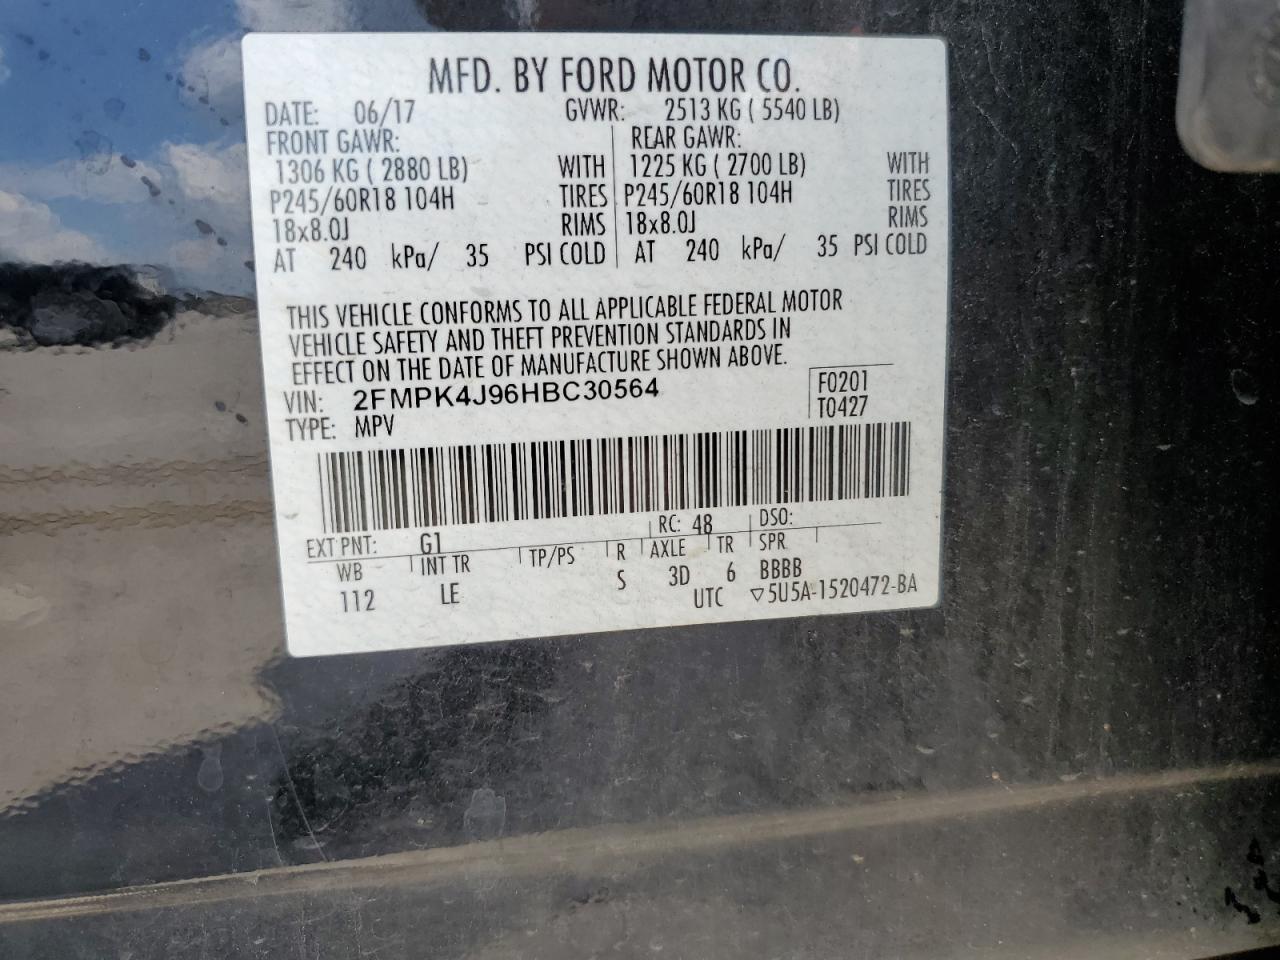 MFD. BY FORD MOTOR CO.
DATE: 06/17 GVWR: 2513 KG ( 5540 LB)
FRONT GAWR: REAR GAWR:
1306 KG ( 2880 LB) WITH 1225 KG ( 2700 LB) WITH
P245/60R18 104H TIRES P245/60R18 104H TIRES
18x8.0J RIMS 18x8.0J RIMS
AT 240 kPa/ 35 PSI COLD AT 240 kPa/ 35 PSI COLD
THIS VEHICLE CONFORMS TO ALL APPLICABLE FEDERAL MOTOR
VEHICLE SAFETY AND THEFT PREVENTION STANDARDS IN
EFFECT ON THE DATE OF MANUFACTURE SHOWN ABOVE.
VIN: 2FMPK4J96HBC30564 F0201
TYPE: MPV T0427
EXT PNT: G1 RC: 48 DSO:
WB INT TR TP/PS R AXLE TR SPR
112 LE S 3D 6 BBBB
UTC ▽5U5A-1520472-BA